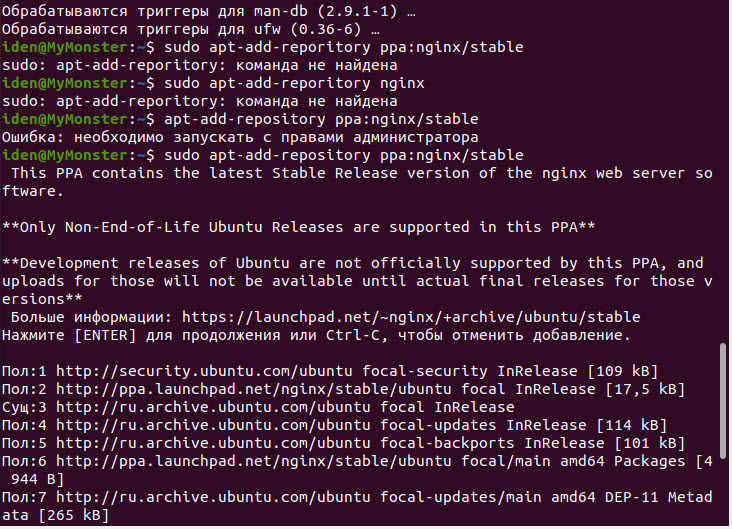 Обрабатываются триггеры для man-db (2.9.1-1) …
Обрабатываются триггеры для ufw (0.36-6) …
iden@MyMonster:~$ sudo apt-add-reporitory ppa:nginx/stable
sudo: apt-add-reporitory: команда не найдена
iden@MyMonster:~$ sudo apt-add-reporitory nginx
sudo: apt-add-reporitory: команда не найдена
iden@MyMonster:~$ apt-add-repository ppa:nginx/stable
Ошибка: необходимо запускать с правами администратора
iden@MyMonster:~$ sudo apt-add-repository ppa:nginx/stable
 This PPA contains the latest Stable Release version of the nginx web server so
ftware.

**Only Non-End-of-Life Ubuntu Releases are supported in this PPA**

**Development releases of Ubuntu are not officially supported by this PPA, and
uploads for those will not be available until actual final releases for those v
ersions**
 Больше информации: https://launchpad.net/~nginx/+archive/ubuntu/stable
Нажмите [ENTER] для продолжения или Ctrl-C, чтобы отменить добавление.

Пол:1 http://security.ubuntu.com/ubuntu focal-security InRelease [109 kB]
Пол:2 http://ppa.launchpad.net/nginx/stable/ubuntu focal InRelease [17,5 kB]
Сущ:3 http://ru.archive.ubuntu.com/ubuntu focal InRelease
Пол:4 http://ru.archive.ubuntu.com/ubuntu focal-updates InRelease [114 kB]
Пол:5 http://ru.archive.ubuntu.com/ubuntu focal-backports InRelease [101 kB]
Пол:6 http://ppa.launchpad.net/nginx/stable/ubuntu focal/main amd64 Packages [4
 944 B]
Пол:7 http://ru.archive.ubuntu.com/ubuntu focal-updates/main amd64 DEP-11 Metad
ata [265 kB]